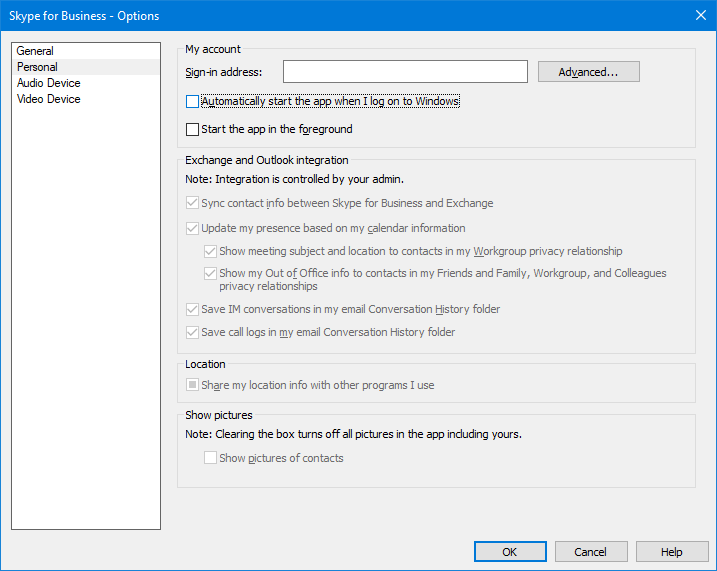 Skype for Business - Options
General
Personal
Audio Device
Video Device
My account
Sign-in address:
Advanced...
Automatically start the app when I log on to Windows
Start the app in the foreground
Exchange and Outlook integration
Note: Integration is controlled by your admin.
Sync contact info between Skype for Business and Exchange
Update my presence based on my calendar information
Show meeting subject and location to contacts in my Workgroup privacy relationship
Show my Out of Office info to contacts in my Friends and Family, Workgroup, and Colleagues
privacy relationships
Save IM conversations in my email Conversation History folder
Save call logs in my email Conversation History folder
Location
Share my location info with other programs I use
Show pictures
Note: Clearing the box turns off all pictures in the app including yours.
Show pictures of contacts
OK
Cancel
Help